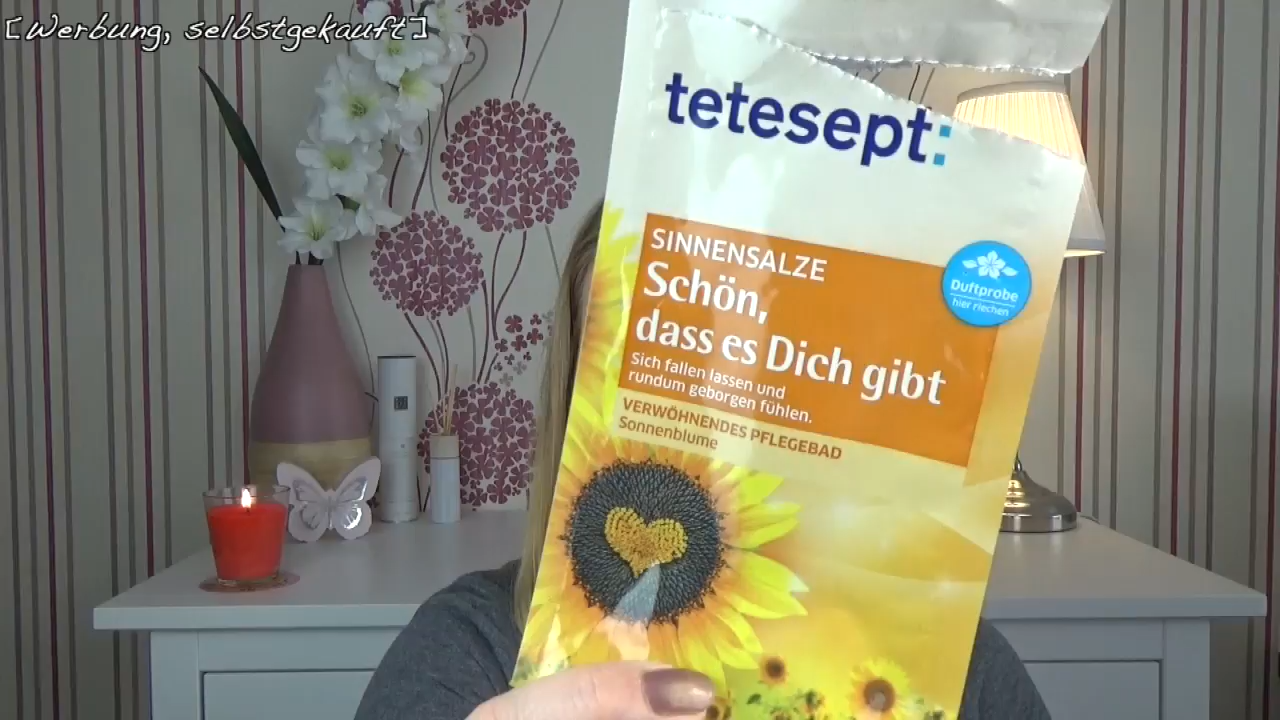 [Werbung, selbstgekauft]
tetesept:
SINNENSALZE
Schön,
dass es Dich gibt
Sich fallen lassen und
rundum geborgen fühlen.
VERWÖHNENDES PFLEGEBAD
Sonnenblume
Duftprobe
hier riechen